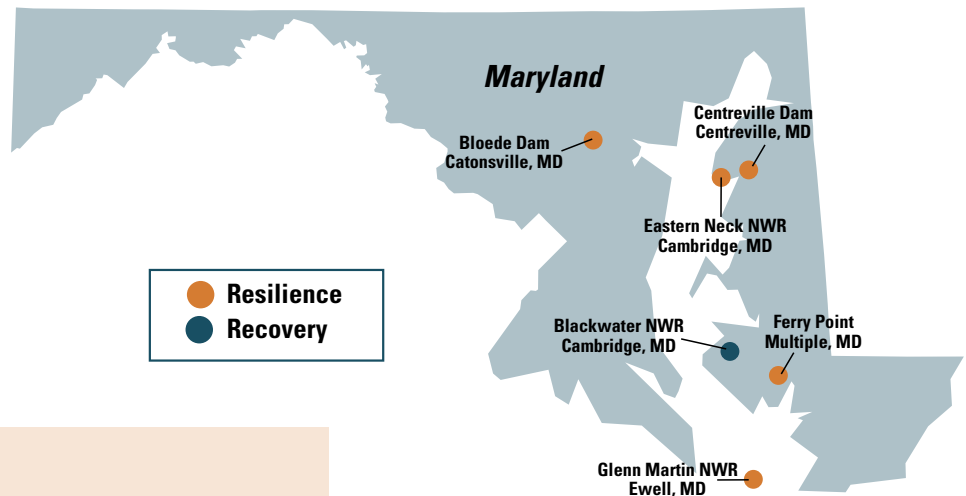 Maryland
Centreville Dam
Centreville, MD
Bloede Dam
Catonsville, MD
Eastern Neck NWR
Cambridge, MD
Resilience
Recovery
Blackwater NWR
Cambridge, MD
Ferry Point
Multiple, MD
Glenn Martin NWR
Ewell, MD